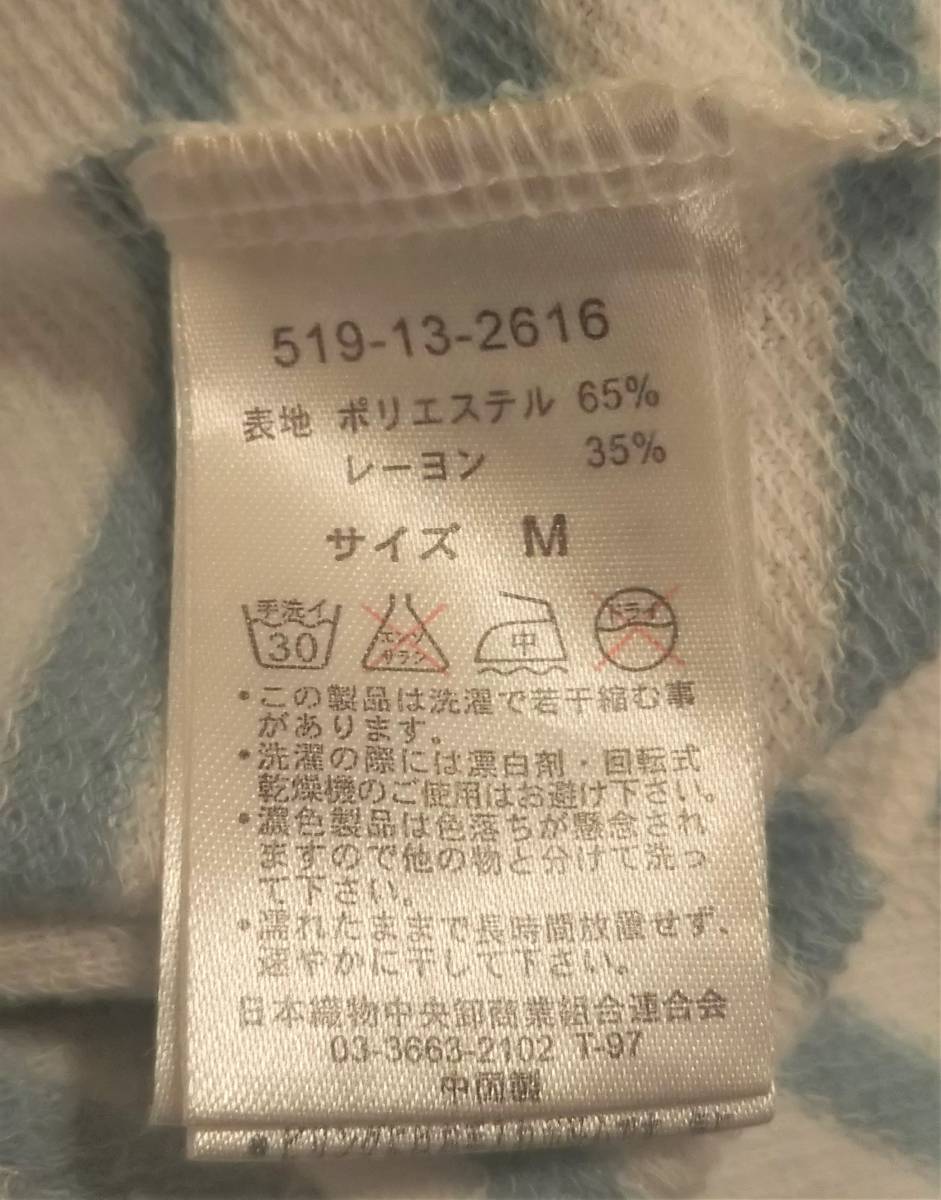 519-13-2616
表地 ポリエステル 65%
レーヨン 35%
サイズ M
手洗イ
30
エンソ
サラシ
中
ドライ
・この製品は洗濯で若干縮む事
があります。
・洗濯の際には漂白剤・回転式
乾燥機のご使用はお避け下さい。
・濃色製品は色落ちが懸念され
ますので他の物と分けて洗っ
て下さい。
・濡れたままで長時間放置せず、
速やかに干して下さい。
日本織物中央卸商業組合連合会
03-3663-2102 T-97
中国製